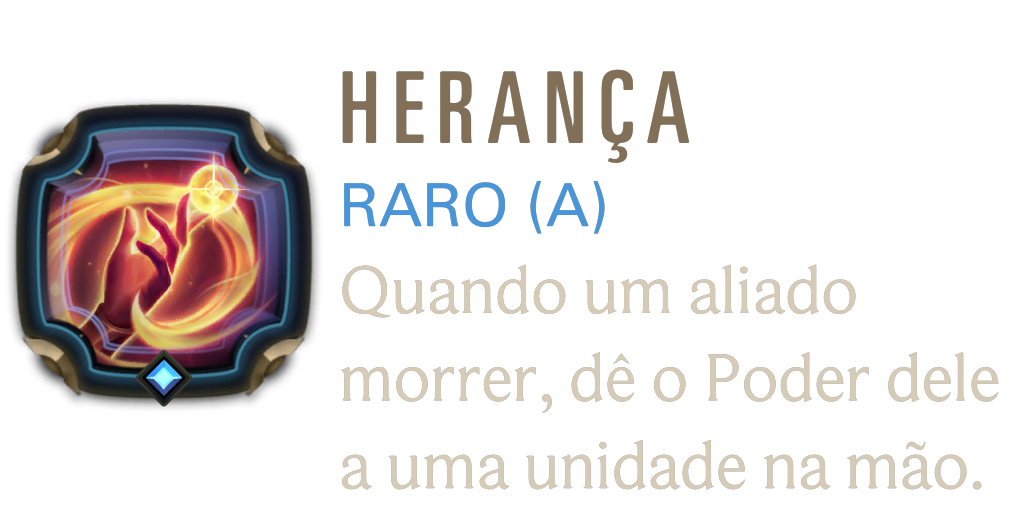 HERANÇA
RARO (A)
Quando um aliado
morrer, dê o Poder dele
a uma unidade na mão.